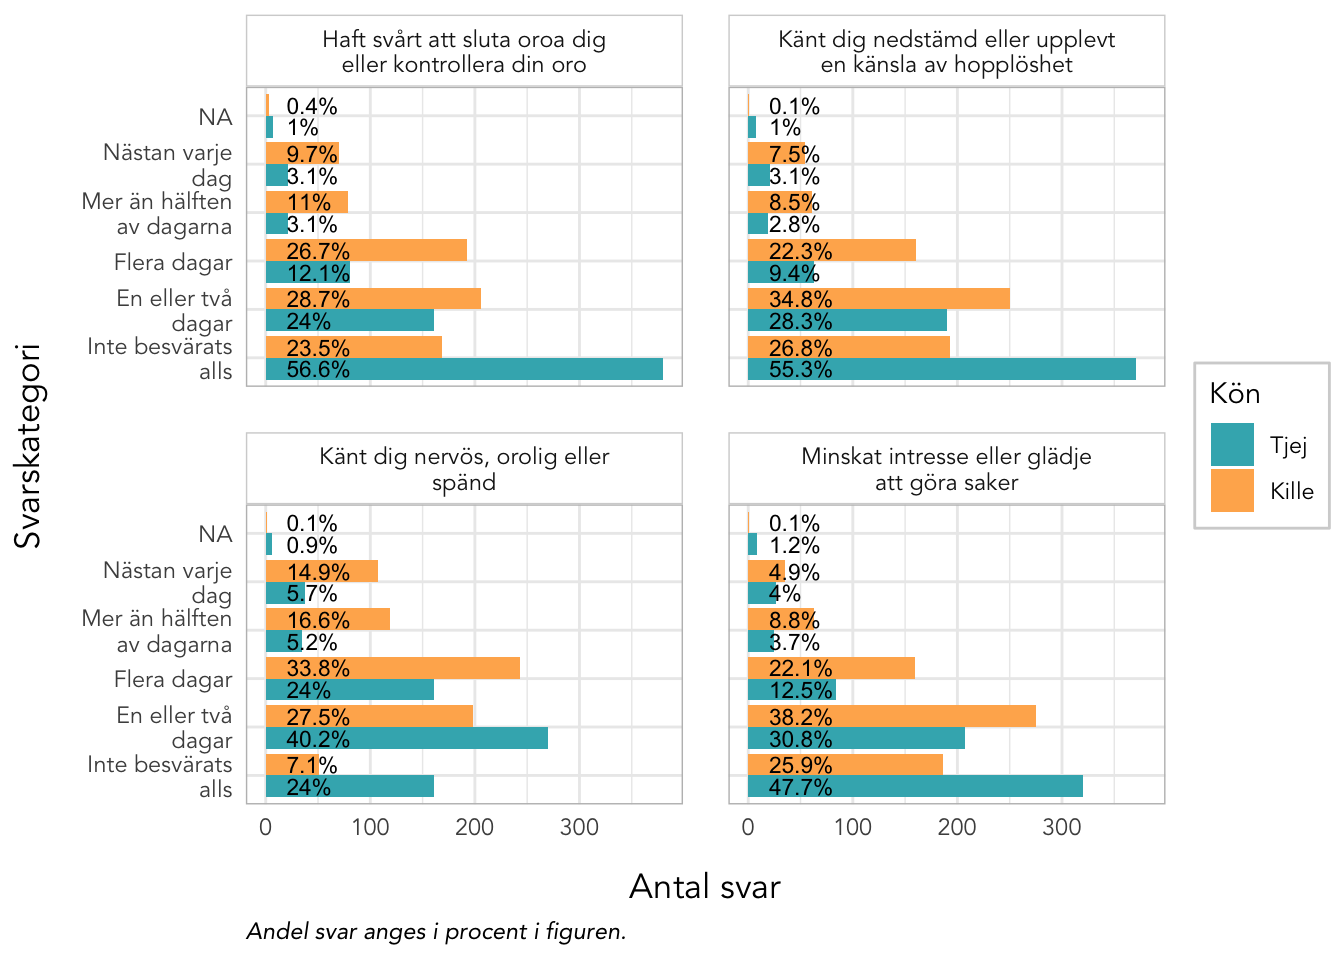 Haft svårt att sluta oroa dig
eller kontrollera din oro
Känt dig nedstämd eller upplevt
en känsla av hopplöshet
NA
0.4%
1%
0.1%
1%
Nästan varje
dag
9.7%
3.1%
7.5%
3.1%
Mer än hälften
av dagarna
11%
3.1%
8.5%
2.8%
Flera dagar
26.7%
12.1%
22.3%
9.4%
En eller två
dagar
28.7%
24%
34.8%
28.3%
Inte besvärats
alls
23.5%
56.6%
26.8%
55.3%
Svarskategori
Kön
Tjej
Kille
Känt dig nervös, orolig eller
spänd
Minskat intresse eller glädje
att göra saker
NA
0.1%
0.9%
0.1%
1.2%
Nästan varje
dag
14.9%
5.7%
4.9%
4%
Mer än hälften
av dagarna
16.6%
5.2%
8.8%
3.7%
Flera dagar
33.8%
24%
22.1%
12.5%
En eller två
dagar
27.5%
40.2%
38.2%
30.8%
Inte besvärats
alls
7.1%
24%
25.9%
47.7%
0 100 200 300
0 100 200 300
Antal svar
Andel svar anges i procent i figuren.